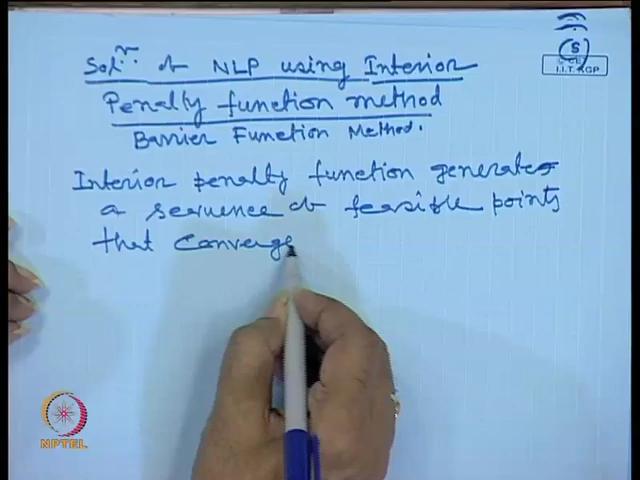 Solⁿ: of NLP using Interior
Penalty function method
Barrier Function Method.
Interior penalty function generates
a sequence of feasible points
that Converge
5
I.I.T. KGP
NPTEL